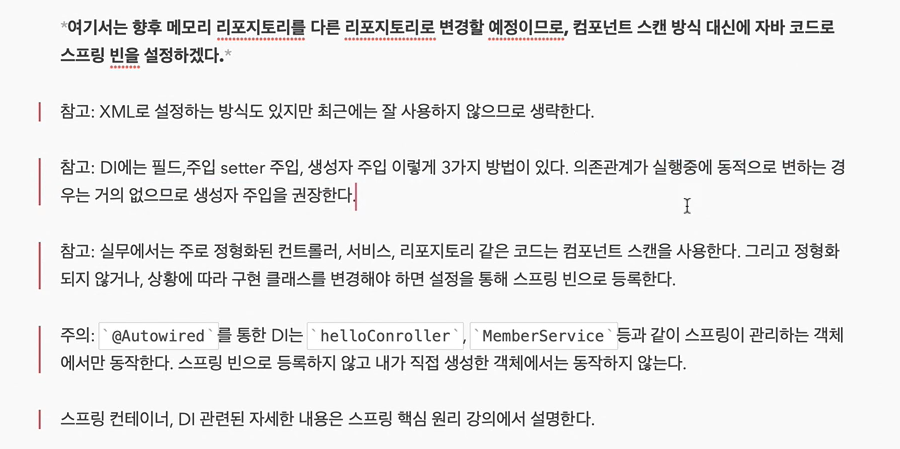 *여기서는 향후 메모리 리포지토리를 다른 리포지토리로 변경할 예정이므로, 컴포넌트 스캔 방식 대신에 자바 코드로
스프링 빈을 설정하겠다.*
참고: XML로 설정하는 방식도 있지만 최근에는 잘 사용하지 않으므로 생략한다.
참고: DI에는 필드,주입 setter 주입, 생성자 주입 이렇게 3가지 방법이 있다. 의존관계가 실행중에 동적으로 변하는 경
우는 거의 없으므로 생성자 주입을 권장한다.
참고: 실무에서는 주로 정형화된 컨트롤러, 서비스, 리포지토리 같은 코드는 컴포넌트 스캔을 사용한다. 그리고 정형화
되지 않거나, 상황에 따라 구현 클래스를 변경해야 하면 설정을 통해 스프링 빈으로 등록한다.
주의: `@Autowired`를 통한 DI는 `helloConroller`, `MemberService`등과 같이 스프링이 관리하는 객체
에서만 동작한다. 스프링 빈으로 등록하지 않고 내가 직접 생성한 객체에서는 동작하지 않는다.
스프링 컨테이너, DI 관련된 자세한 내용은 스프링 핵심 원리 강의에서 설명한다.